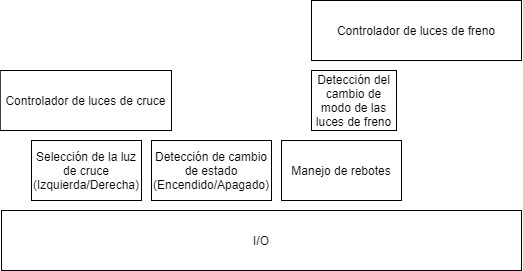 Controlador de luces de freno
Detección del
cambio de
modo de las
luces de freno
Controlador de luces de cruce
Selección de la luz
de cruce
(Izquierda/Derecha)
Detección de cambio
de estado
(Encendido/Apagado)
Manejo de rebotes
I/O